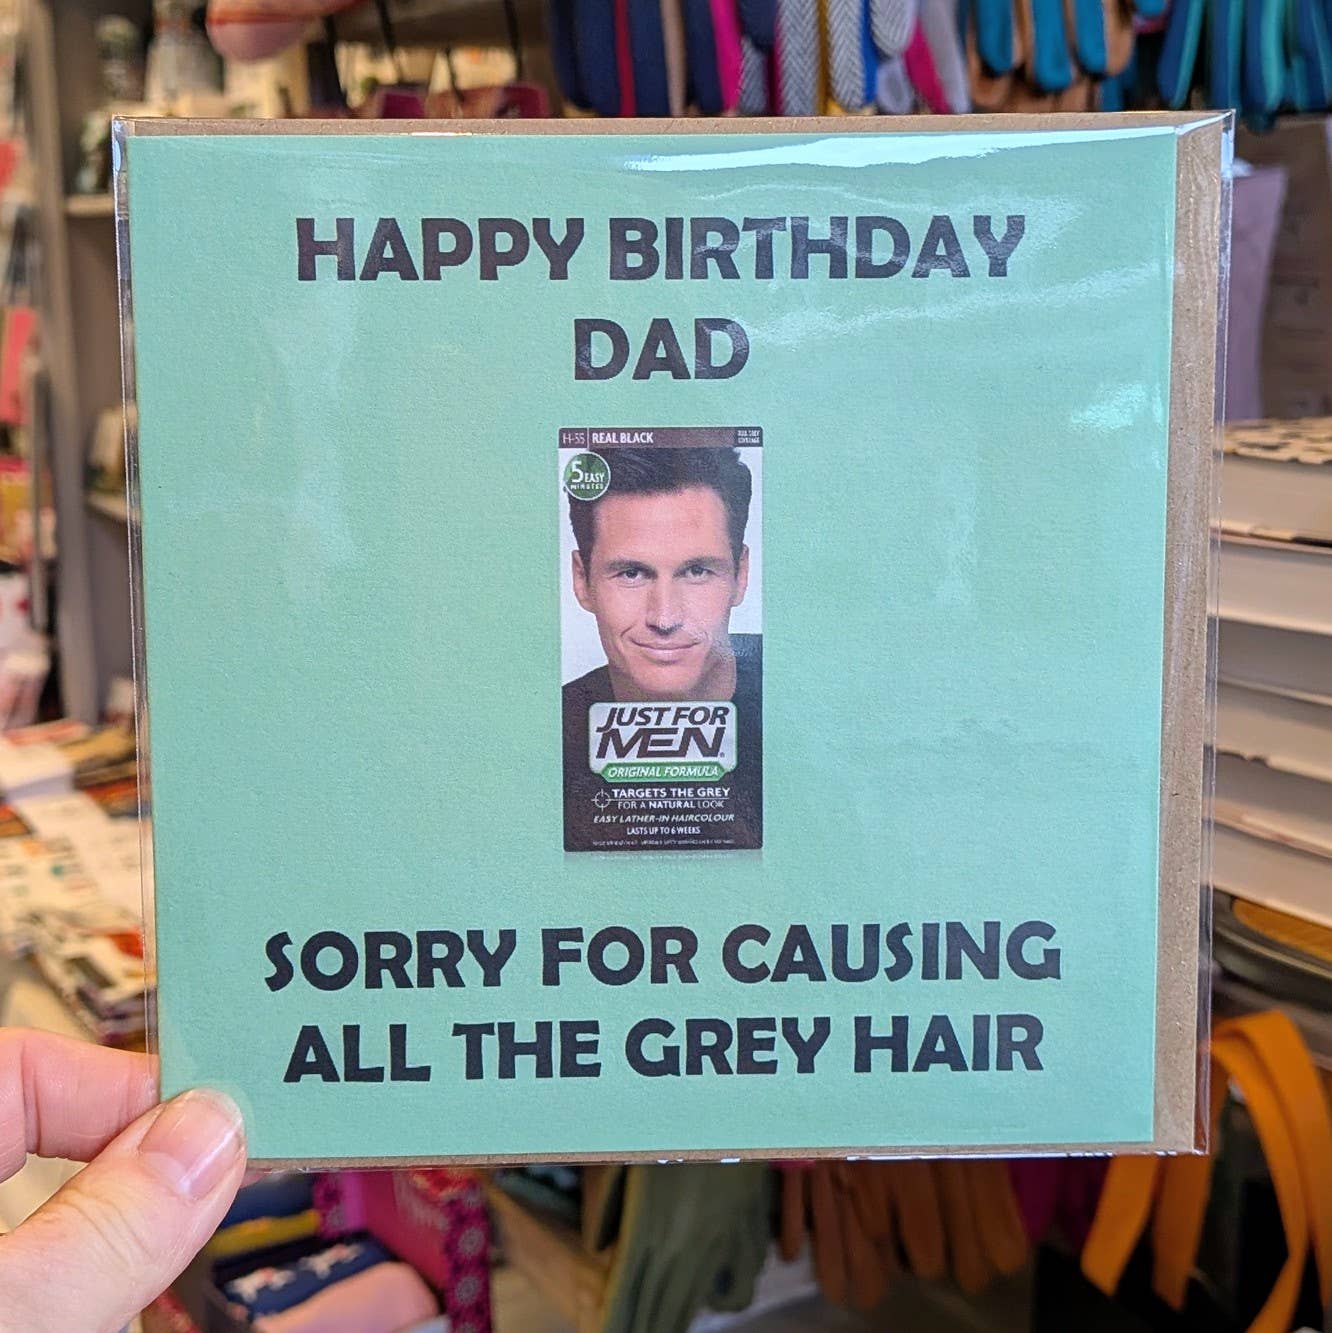 HAPPY BIRTHDAY
DAD
H-55 REAL BLACK
5 EASY
MINUTES
JUST FOR
MEN
ORIGINAL FORMULA
TARGETS THE GREY
FOR A NATURAL LOOK
EASY LATHER-IN HAIRCOLOUR
LASTS UP TO 6 WEEKS
SORRY FOR CAUSING
ALL THE GREY HAIR